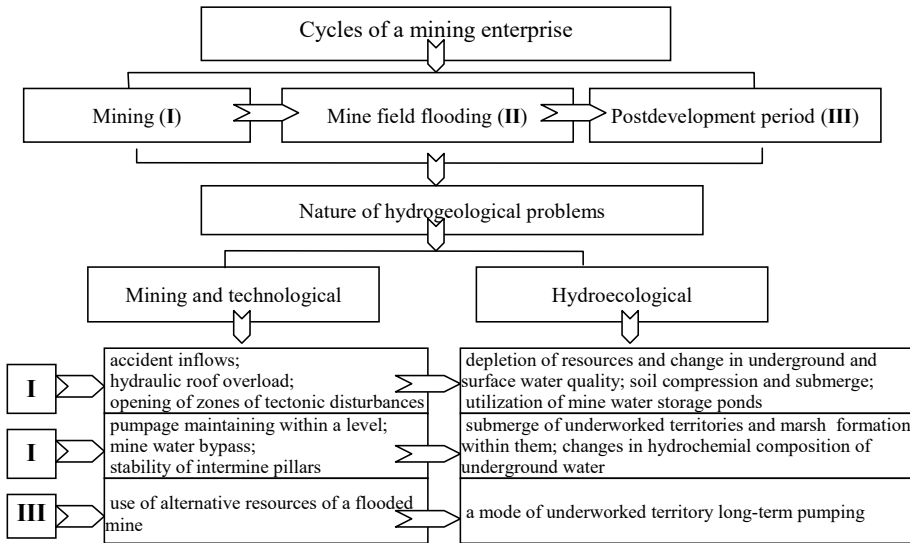 Cycles of a mining enterprise
Mining (I)
Mine field flooding (II)
Postdevelopment period (III)
Nature of hydrogeological problems
Mining and technological
Hydroecological
I
accident inflows;
hydraulic roof overload;
opening of zones of tectonic disturbances
depletion of resources and change in underground and
surface water quality; soil compression and submerge;
utilization of mine water storage ponds
I
pumpage maintaining within a level;
mine water bypass;
stability of intermine pillars
submerge of underworked territories and marsh formation
within them; changes in hydrochemial composition of
underground water
III
use of alternative resources of a flooded
mine
a mode of underworked territory long-term pumping